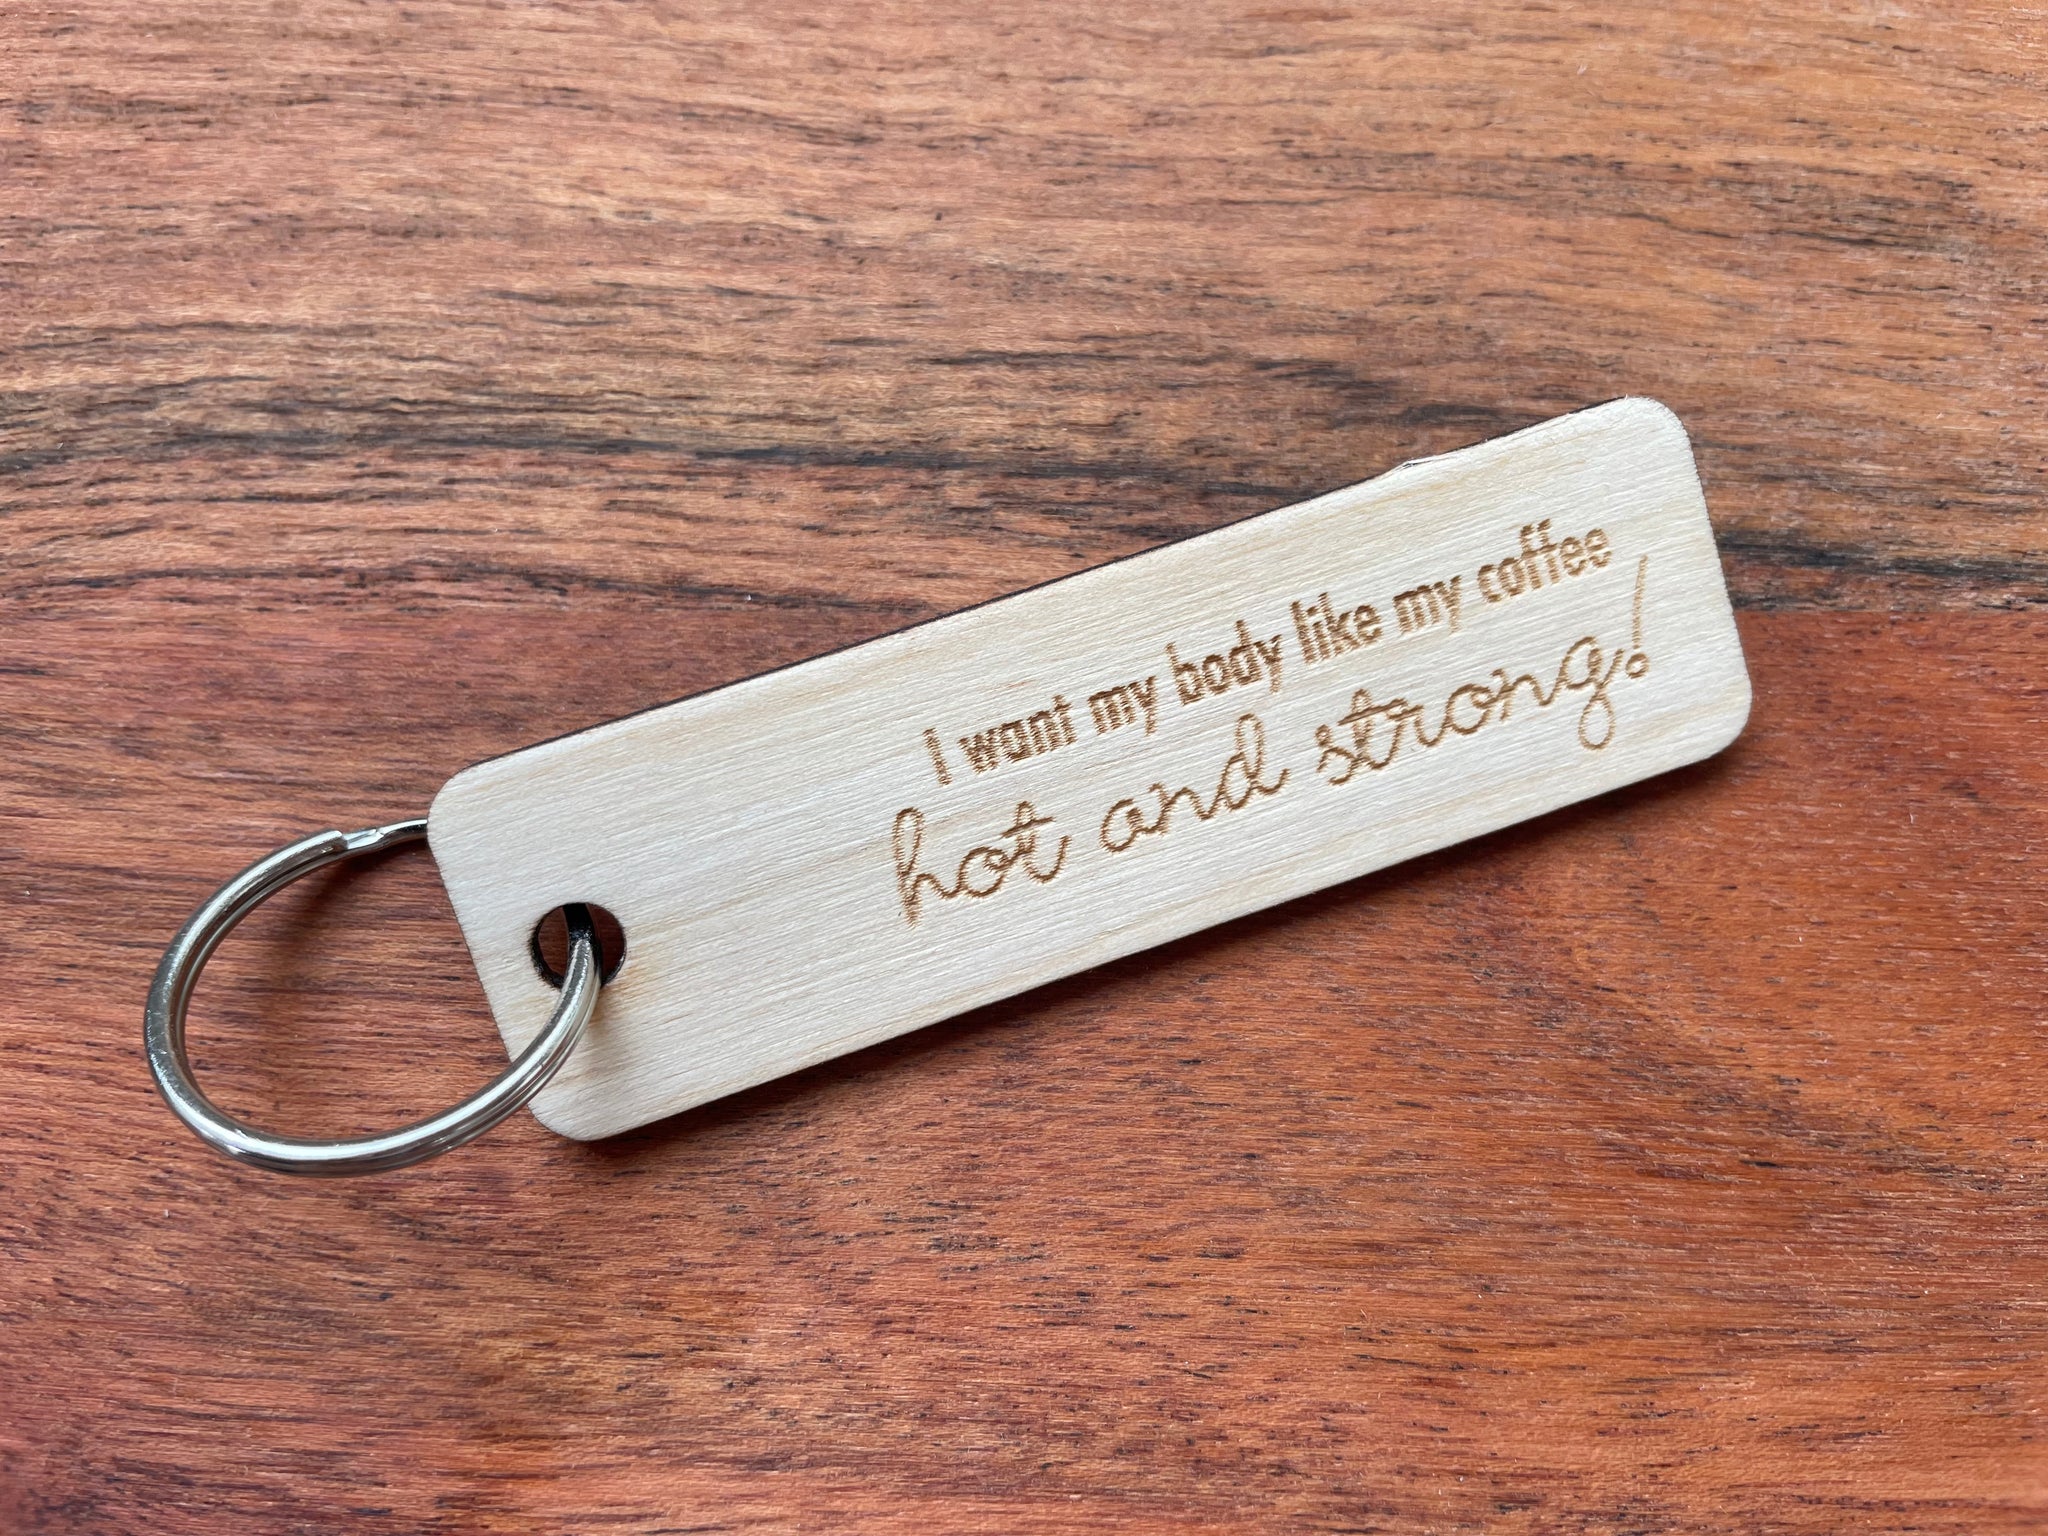 I want my body like my coffee
hot and strong!